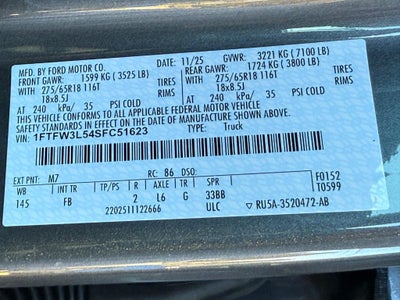 MFD. BY FORD MOTOR CO. 11/25 GVWR: 3221 KG ( 7100 LB)
FRONT GAWR: 1599 KG ( 3525 LB) REAR GAWR: 1724 KG ( 3800 LB)
WITH 275/65R18 116T WITH 275/65R18 116T TIRES
18x8.5J 18x8.5J RIMS
AT 240 kPa/ 35 PSI COLD AT 240 kPa/ 35 PSI COLD
THIS VEHICLE CONFORMS TO ALL APPLICABLE FEDERAL MOTOR VEHICLE
SAFETY STANDARDS IN EFFECT ON THE DATE OF MANUFACTURE SHOWN ABOVE.
1FTFW3L54SFC51623 TYPE: Truck
EXT PNT: M7 RC: 86 DSO: F0152
WB INT TR TP/PS R AXLE TR SPR T0599
145 FB 2 L6 G 33BB
2202511122666 ULC RU5A-3520472-AB